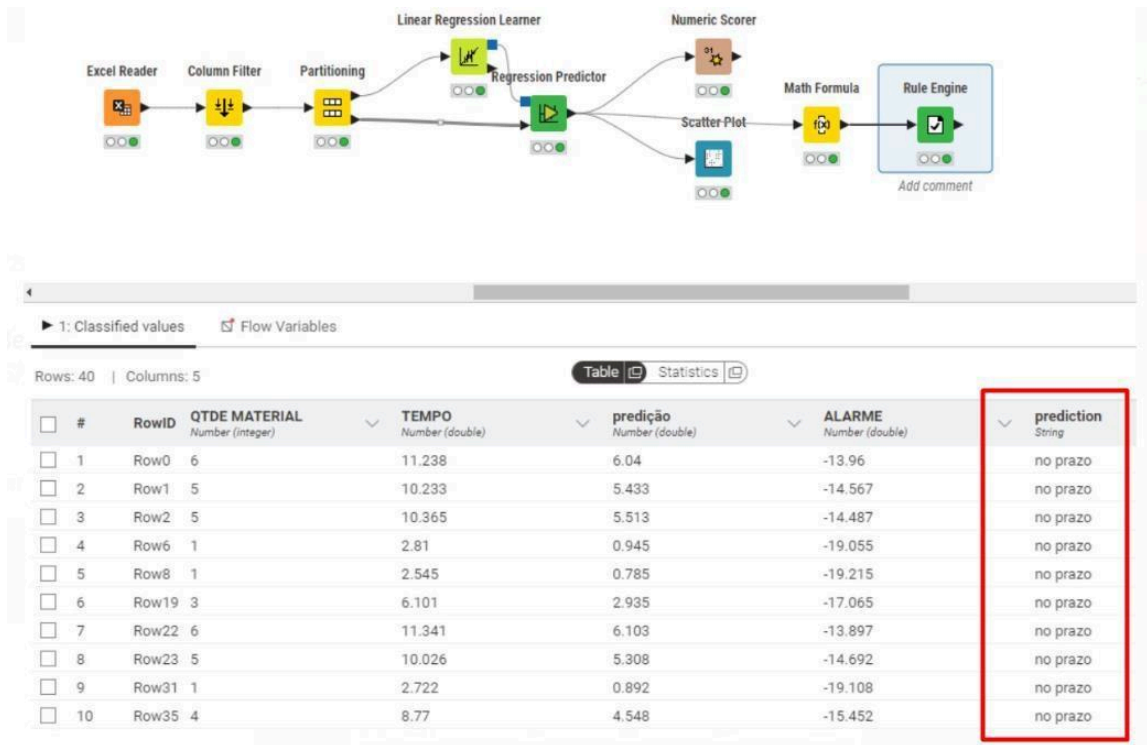 Linear Regression Learner
Numeric Scorer
Excel Reader
Column Filter
Partitioning
Regression Predictor
Math Formula
Rule Engine
Scatter Plot
Add comment
1: Classified values Flow Variables
Rows: 40 | Columns: 5 Table Statistics
# RowID QTDE MATERIAL TEMPO predição ALARME prediction
Number (integer) Number (double) Number (double) Number (double) String
1 Row0 6 11.238 6.04 -13.96 no prazo
2 Row1 5 10.233 5.433 -14.567 no prazo
3 Row2 5 10.365 5.513 -14.487 no prazo
4 Row6 1 2.81 0.945 -19.055 no prazo
5 Row8 1 2.545 0.785 -19.215 no prazo
6 Row19 3 6.101 2.935 -17.065 no prazo
7 Row22 6 11.341 6.103 -13.897 no prazo
8 Row23 5 10.026 5.308 -14.692 no prazo
9 Row31 1 2.722 0.892 -19.108 no prazo
10 Row35 4 8.77 4.548 -15.452 no prazo